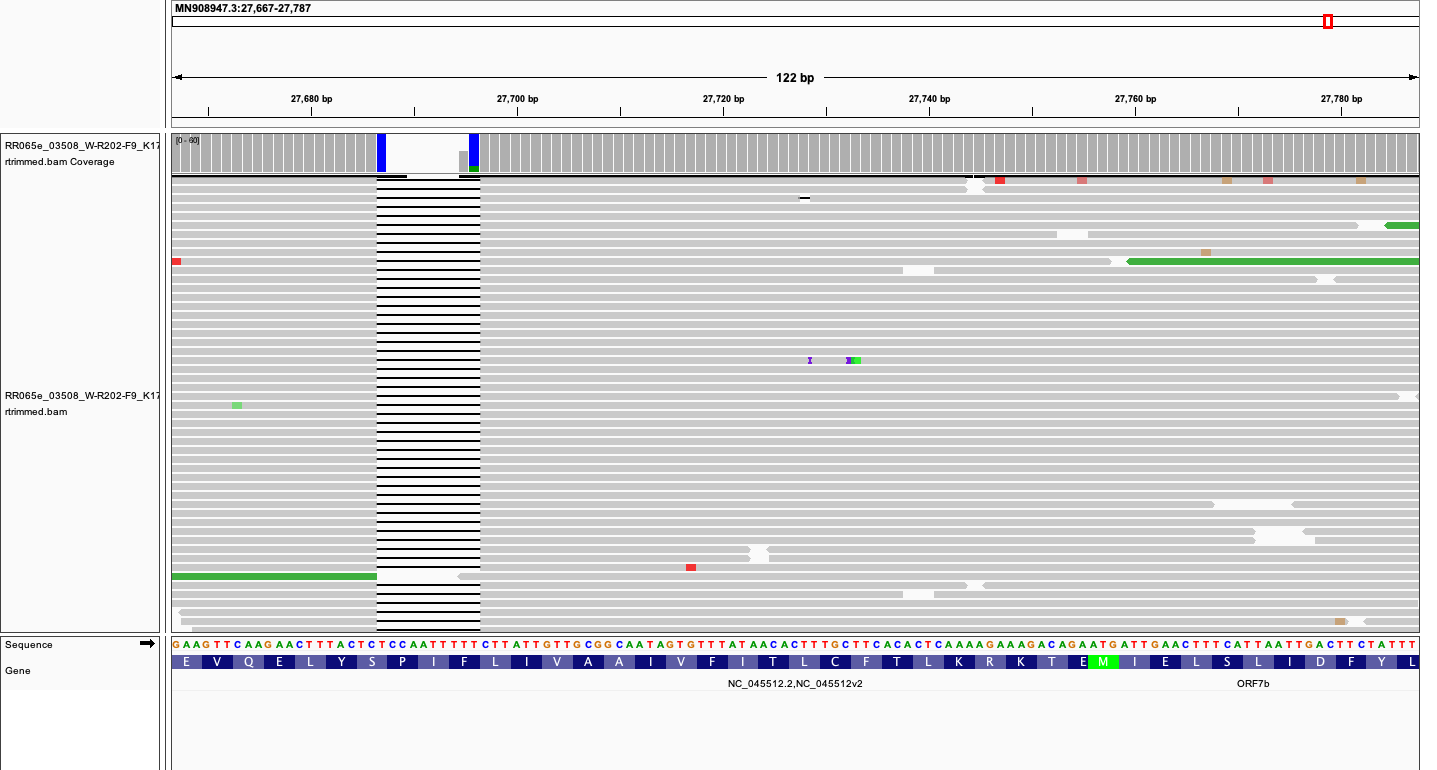 MN908947.3:27,667-27,787
122 bp
27,680 bp 27,700 bp 27,720 bp 27,740 bp 27,760 bp 27,780 bp
RR065e_03508_W-R202-F9_K17
rtrimmed.bam Coverage
[0 - 60]
RR065e_03508_W-R202-F9_K17
rtrimmed.bam
Sequence
G A A G T T C A A G A A C T T T A C T C T C C A A T T T T T C T T A T T G T T G C G G C A A T A G T G T T T A T A A C A C T T T G C T T C A C A C T C A A A A G A A A G A C A G A A T G A T T G A A C T T T C A T T A A T T G A C T T C T A T T T
Gene
E V Q E L Y S P I F L I V A A I V F I T L C F T L K R K T E M I E L S L I D F Y L
NC_045512.2,NC_045512v2 ORF7b